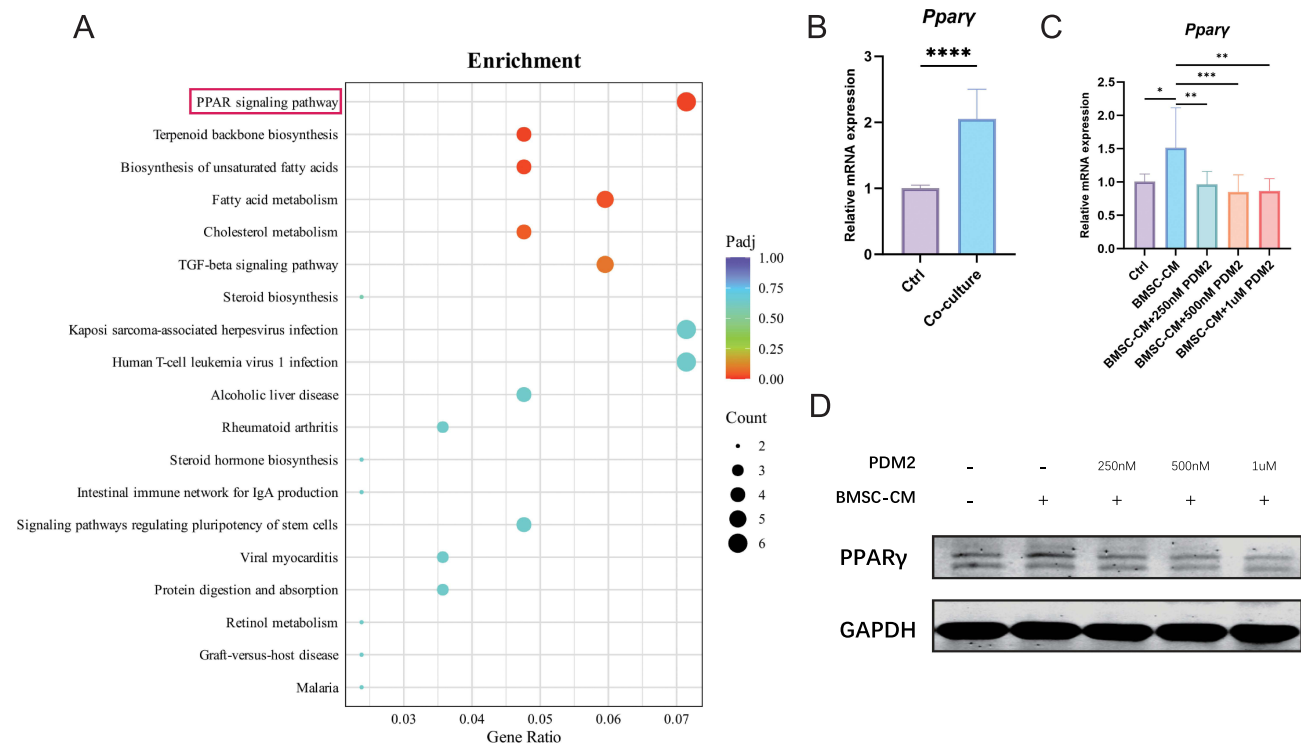 A
Enrichment
PPAR signaling pathway
Terpenoid backbone biosynthesis
Biosynthesis of unsaturated fatty acids
Fatty acid metabolism
Cholesterol metabolism
TGF-beta signaling pathway
Steroid biosynthesis
Kaposi sarcoma-associated herpesvirus infection
Human T-cell leukemia virus 1 infection
Alcoholic liver disease
Rheumatoid arthritis
Steroid hormone biosynthesis
Intestinal immune network for IgA production
Signaling pathways regulating pluripotency of stem cells
Viral myocarditis
Protein digestion and absorption
Retinol metabolism
Graft-versus-host disease
Malaria
0.03 0.04 0.05 0.06 0.07
Gene Ratio
Padj
1.00
0.75
0.50
0.25
0.00
Count
2
3
4
5
6
B
Pparγ
Relative mRNA expression
3
2
1
0
****
Ctrl
Co-culture
C
Pparγ
Relative mRNA expression
2.5
2.0
1.5
1.0
0.5
0.0
**
***
* **
Ctrl
BMSC-CM
BMSC-CM+250nM PDM2
BMSC-CM+500nM PDM2
BMSC-CM+1uM PDM2
D
PDM2 - - 250nM 500nM 1uM
BMSC-CM - + + + +
PPARγ
GAPDH